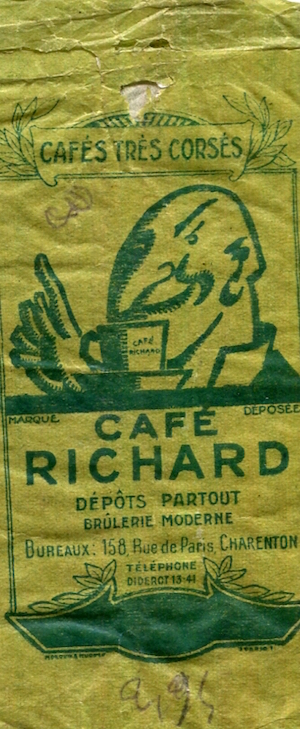 CAFÉS TRÈS CORSÉS
CAFÉ
RICHARD
MARQUE DÉPOSÉE
CAFÉ
RICHARD
DÉPÔTS PARTOUT
BRÛLERIE MODERNE
BUREAUX: 158, Rue de Paris, CHARENTON
TÉLÉPHONE
DIDEROT 13-41